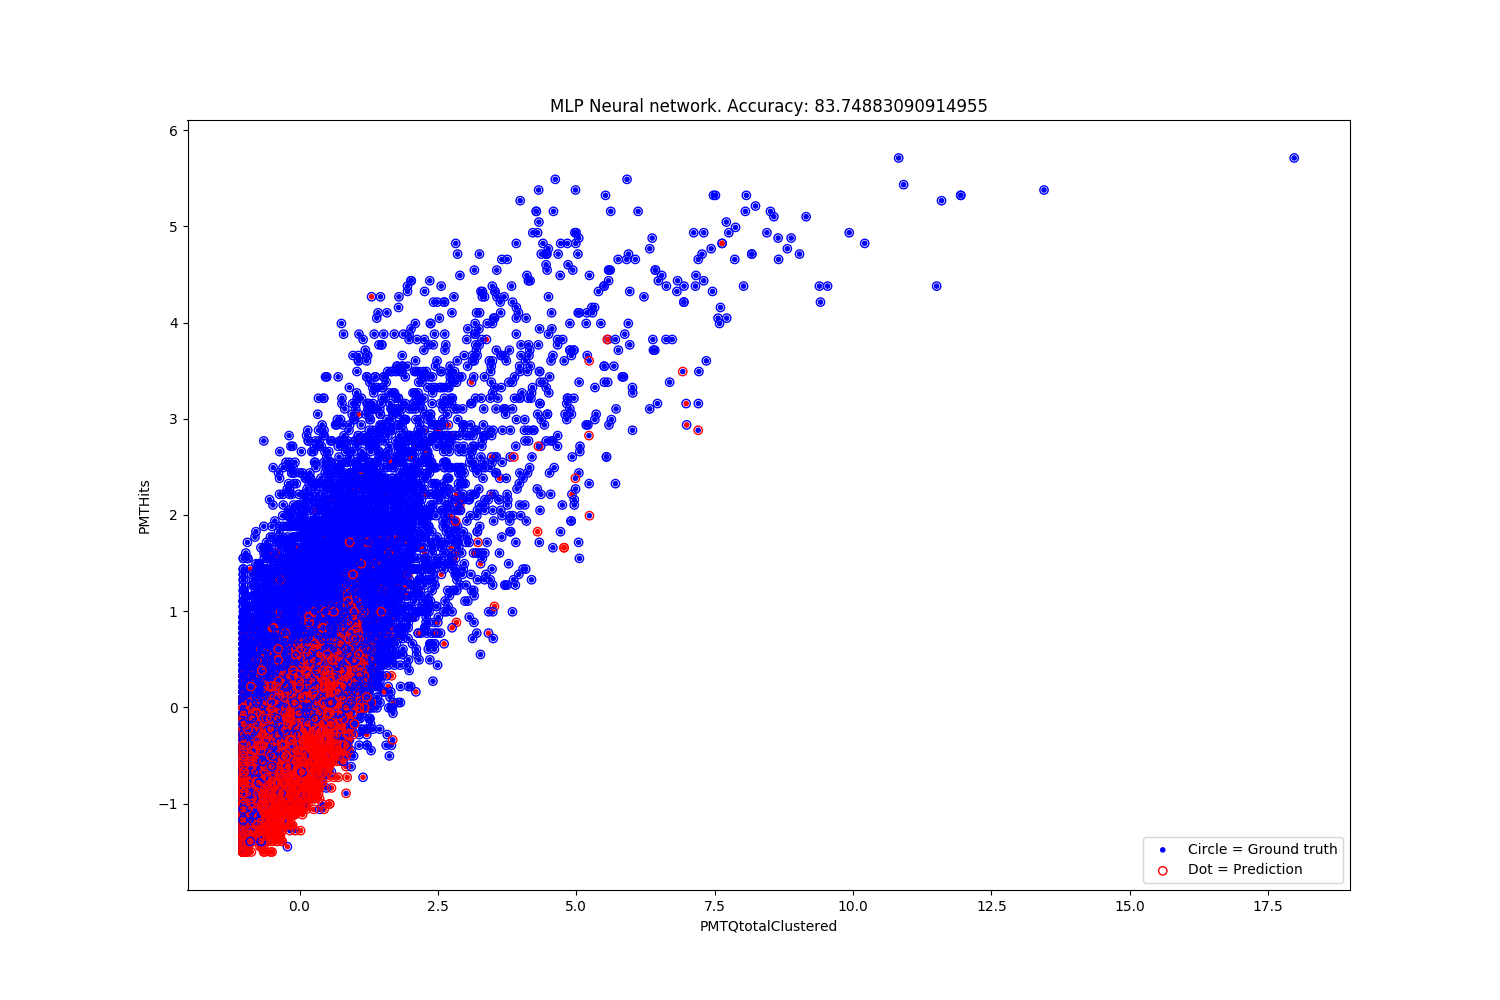 MLP Neural network. Accuracy: 83.74883090914955
6
5
4
3
2
1
0
−1
PMTHits
0.0 2.5 5.0 7.5 10.0 12.5 15.0 17.5
PMTQtotalClustered
Circle = Ground truth
Dot = Prediction